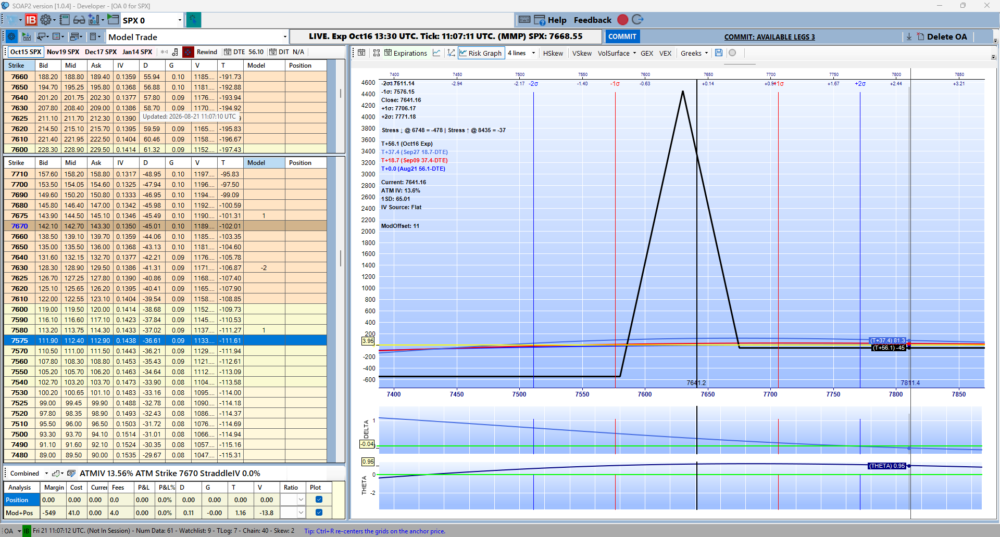 SOAP2 version [1.0.4] - Developer - [OA 0 for SPX]
IB SPX 0 Help Feedback
Model Trade LIVE. Exp Oct16 13:30 UTC. Tick: 11:07:11 UTC. (MMP) SPX: 7668.55 COMMIT COMMIT: AVAILABLE LEGS 3 Delete OA
Oct15 SPX Nov19 SPX Dec17 SPX Jan14 SPX Rewind DTE 56.10 DIT N/A
Strike Bid Mid Ask IV D G V T Model Position
7660 188.20 188.80 189.40 0.1359 55.94 0.10 1185.... -191.73
7650 194.70 195.25 195.80 0.1368 56.88 0.10 1181.... -192.88
7640 201.20 201.75 202.30 0.1377 57.80 0.09 1176.... -193.94
7630 207.80 208.40 209.00 0.1386 58.70 0.09 1170.... -194.92
7625 211.10 211.70 212.30 0.1390
Updated: 2026-08-21 11:07:10 UTC
7620 214.50 215.10 215.70 0.1395 59.59 0.09 1165.... -195.83
7610 221.40 221.95 222.50 0.1404 60.46 0.09 1158.... -196.67
7600 228.30 228.90 229.50 0.1414 61.32 0.09 1152.... -197.43
Strike Bid Mid Ask IV D G V T Model Position
7710 157.60 158.20 158.80 0.1317 -48.95 0.10 1197.... -95.83
7700 153.50 154.05 154.60 0.1325 -47.94 0.10 1196.... -97.50
7690 149.60 150.20 150.80 0.1333 -46.95 0.10 1194.... -99.09
7680 145.80 146.40 147.00 0.1342 -45.98 0.10 1192.... -100.59
7675 143.90 144.50 145.10 0.1346 -45.49 0.10 1190.... -101.31 1
7670 142.10 142.70 143.30 0.1350 -45.01 0.10 1189.... -102.01
7660 138.50 139.10 139.70 0.1359 -44.06 0.10 1185.... -103.35
7650 135.00 135.50 136.00 0.1368 -43.13 0.10 1181.... -104.60
7640 131.60 132.15 132.70 0.1377 -42.21 0.09 1176.... -105.78
7630 128.30 128.90 129.50 0.1386 -41.31 0.09 1171.... -106.87 -2
7625 126.70 127.25 127.80 0.1390 -40.86 0.09 1168.... -107.40
7620 125.10 125.65 126.20 0.1395 -40.41 0.09 1165.... -107.90
7610 122.00 122.55 123.10 0.1404 -39.54 0.09 1158.... -108.85
7600 119.00 119.50 120.00 0.1414 -38.68 0.09 1152.... -109.73
7590 116.10 116.60 117.10 0.1423 -37.84 0.09 1145.... -110.53
7580 113.20 113.75 114.30 0.1433 -37.02 0.09 1137.... -111.27 1
7575 111.90 112.40 112.90 0.1438 -36.61 0.09 1133.... -111.61
7570 110.50 111.00 111.50 0.1443 -36.21 0.09 1129.... -111.94
7560 107.80 108.30 108.80 0.1453 -35.43 0.09 1121.... -112.61
7550 105.20 105.70 106.20 0.1463 -34.64 0.08 1112.... -113.09
7540 102.70 103.20 103.70 0.1473 -33.90 0.08 1104.... -113.58
7530 100.20 100.65 101.10 0.1483 -33.16 0.08 1095.... -114.00
7525 99.00 99.45 99.90 0.1488 -32.78 0.08 1090.... -114.18
7520 97.80 98.35 98.90 0.1493 -32.43 0.08 1086.... -114.37
7510 95.50 96.00 96.50 0.1503 -31.72 0.08 1076.... -114.69
7500 93.30 93.70 94.10 0.1514 -31.01 0.08 1066.... -114.94
7490 91.10 91.60 92.10 0.1524 -30.35 0.08 1057.... -115.16
7480 89.00 89.50 90.00 0.1535 -29.67 0.08 1047.... -115.31
Combined ATMIV 13.56% ATM Strike 7670 StraddleIV 0.0%
Analysis Margin Cost Currer Fees P&L P&L% D G T V Ratio Plot
Position 0.00 0.00 0.00 0.0 0.00 0.0% 0.00 0.00 0.00 0.00
Mod+Pos -549 41.0 0.00 4.0 0.00 0.0% 0.11 -0.00 1.16 -13.8
Expirations Risk Graph 4 lines HSkew VSkew VolSurface GEX VEX Greeks
7400 7450 7500 7550 7600 7650 7700 7750 7800 7850
-2.94 -2.17 -2σ -1.40 -1σ -0.63 +0.14 +0.9 +1σ +1.67 +2σ +2.44 +3.21
-2σ: 7511.14
-1σ: 7576.15
Close: 7641.16
+1σ: 7706.17
+2σ: 7771.18
Stress ↓ @ 6748 = -478 | Stress ↑ @ 8435 = -37
T+56.1 (Oct16 Exp)
T+37.4 (Sep27 18.7-DTE)
T+18.7 (Sep09 37.4-DTE)
T+0.0 (Aug21 56.1-DTE)
Current: 7641.16
ATM IV: 13.6%
1SD: 65.01
IV Source: Flat
ModOffset: 11
4600
4400
4200
4000
3800
3600
3400
3200
3000
2800
2600
2400
2200
2000
1800
1600
1400
1200
1000
800
600
400
200
3.95
-200
-400
-600
(T+37.4) 81.3
(T+56.1) -45
7641.2 7811.4
7400 7450 7500 7550 7600 7650 7700 7750 7800 7850
DELTA
1
-0.04
0.95
THETA
0
-2
(THETA) 0.95
OA IB Fri 21 11:07:12 UTC. (Not In Session) - Num Data: 61 - Watchlist: 9 - TLog: 7 - Chain: 40 - Skew: 2 Tip: Ctrl+R re-centers the grids on the anchor price.